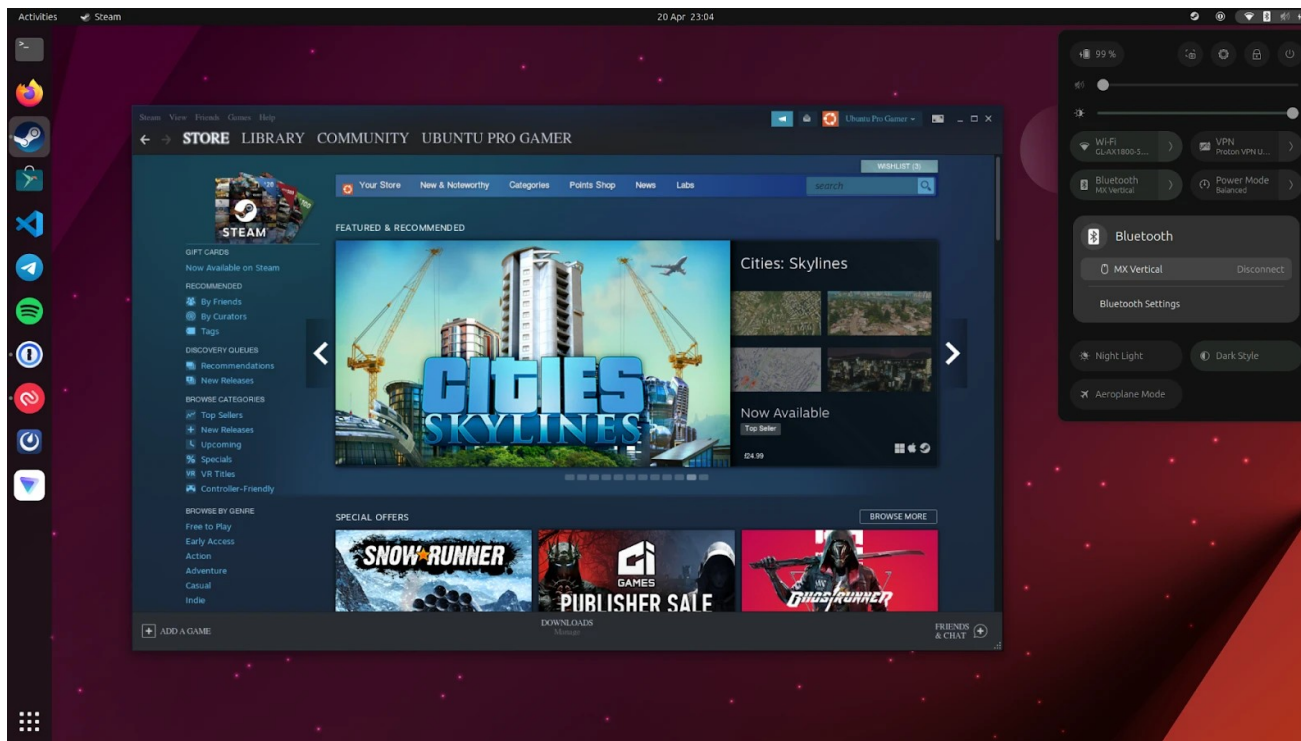 Activities Steam
20 Apr 23:04
99 %
Wi-Fi
GL-AX1800-5...
VPN
Proton VPN U...
Bluetooth
MX Vertical
Power Mode
Balanced
Bluetooth
MX Vertical Disconnect
Bluetooth Settings
Night Light
Dark Style
Aeroplane Mode
Steam View Friends Games Help
Ubuntu Pro Gamer
STORE LIBRARY COMMUNITY UBUNTU PRO GAMER
WISHLIST (3)
Your Store New & Noteworthy Categories Points Shop News Labs
search
STEAM
GIFT CARDS
Now Available on Steam
RECOMMENDED
By Friends
By Curators
Tags
DISCOVERY QUEUES
Recommendations
New Releases
BROWSE CATEGORIES
Top Sellers
New Releases
Upcoming
Specials
VR Titles
Controller-Friendly
BROWSE BY GENRE
Free to Play
Early Access
Action
Adventure
Casual
Indie
FEATURED & RECOMMENDED
CITIES
SKYLINES
Cities: Skylines
Now Available
Top Seller
£24.99
SPECIAL OFFERS
BROWSE MORE
SNOWRUNNER
CI
GAMES
PUBLISHER SALE
GHOSTRUNNER
ADD A GAME
DOWNLOADS
Manage
FRIENDS
& CHAT